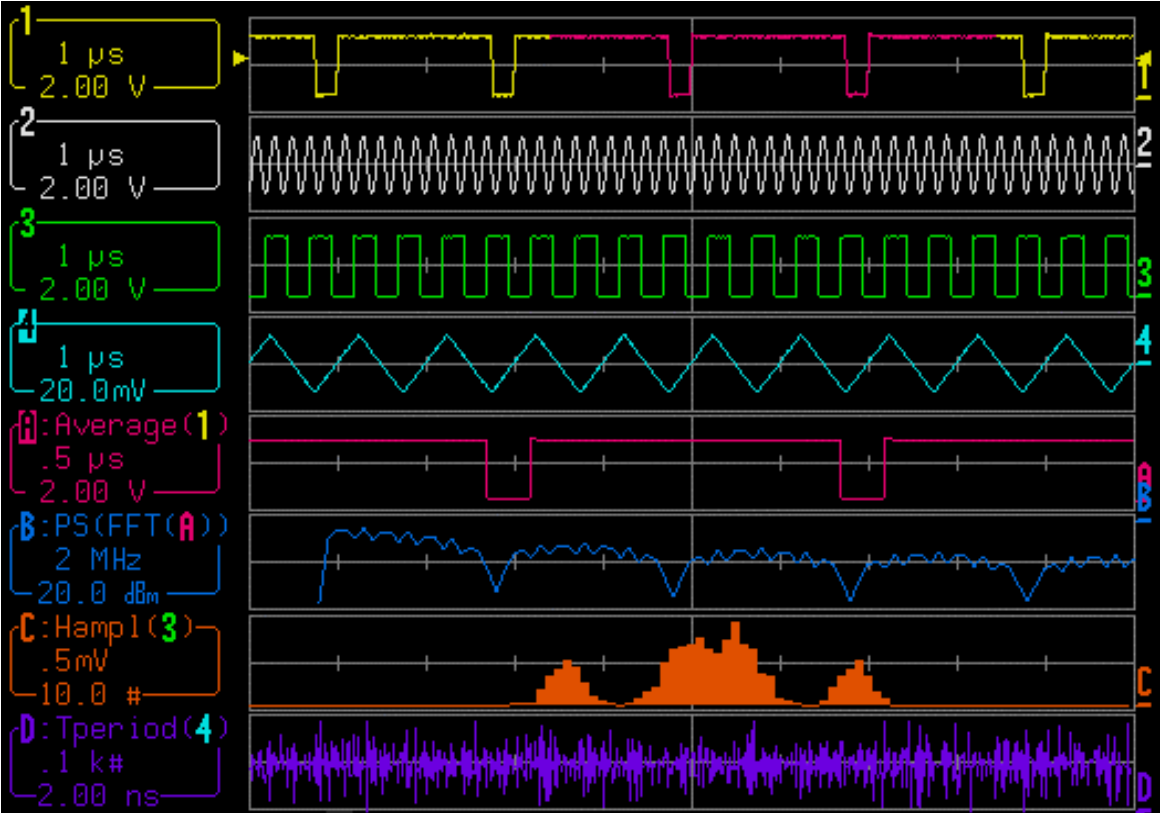 1
1 µs
2.00 V
1
2
1 µs
2.00 V
2
3
1 µs
2.00 V
3
4
1 µs
20.0mV
4
A:Average(1)
.5 µs
2.00 V
A
B:PS(FFT(A))
2 MHz
20.0 dBm
B
C:Hampl(3)
.5mV
10.0 #
C
D:Tperiod(4)
.1 k#
2.00 ns
D